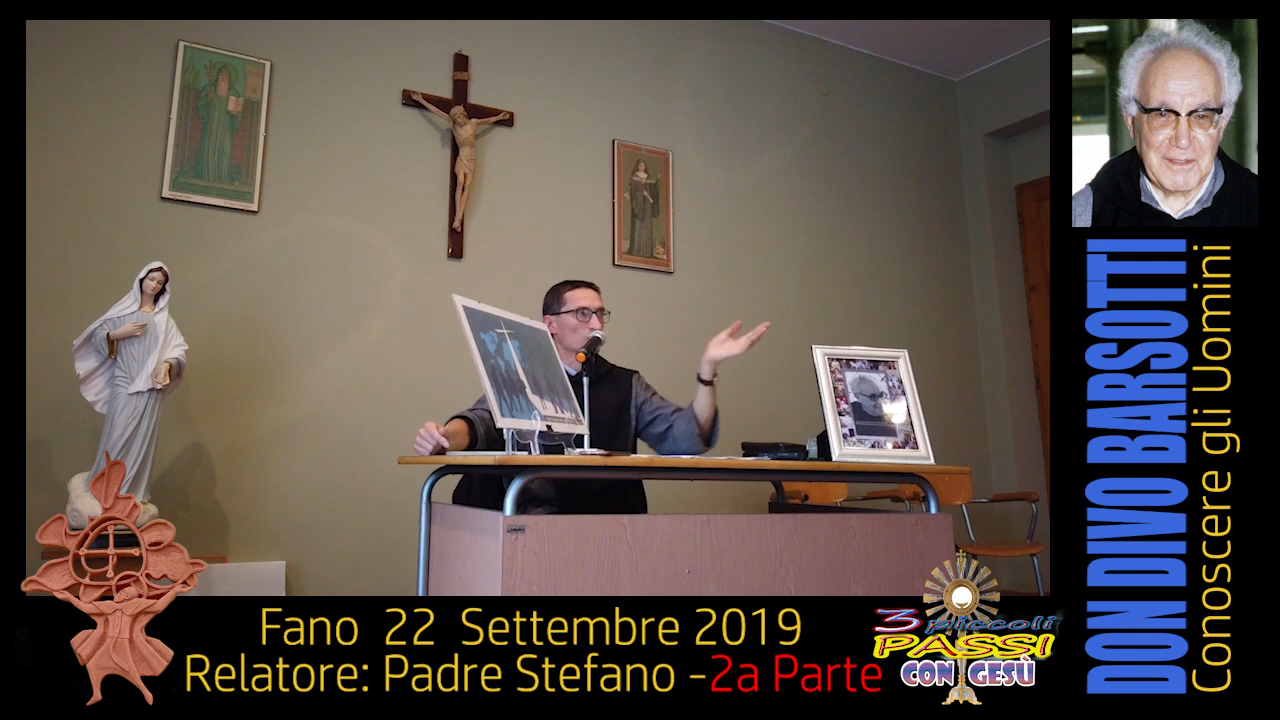 DON DIVO BARSOTTI
Conoscere gli Uomini
Fano 22 Settembre 2019
Relatore: Padre Stefano -2a Parte
3 piccoli
PASSI
CON GESÙ